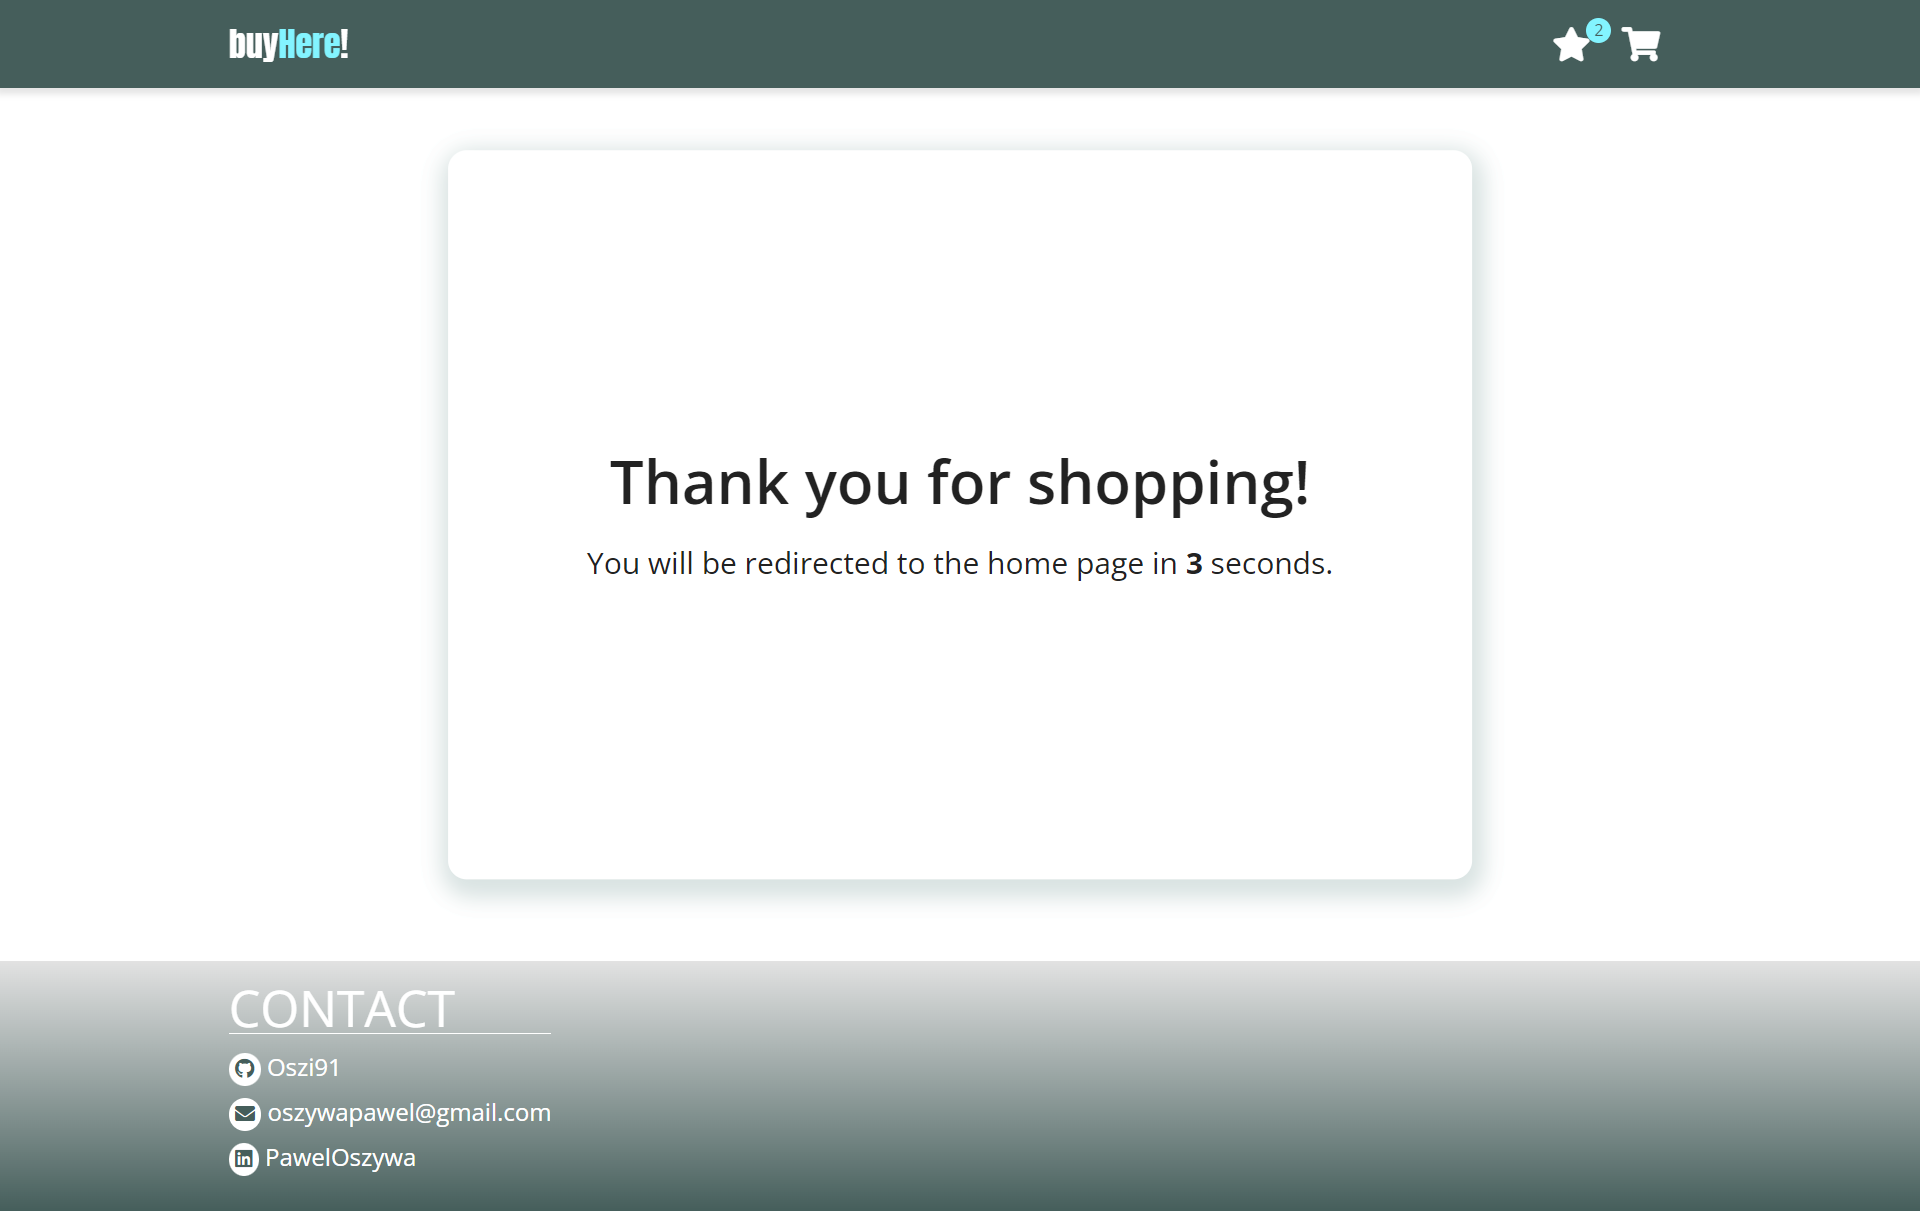 buyHere!
2
Thank you for shopping!
You will be redirected to the home page in 3 seconds.
CONTACT
Oszi91
oszywapawel@gmail.com
in PawelOszywa